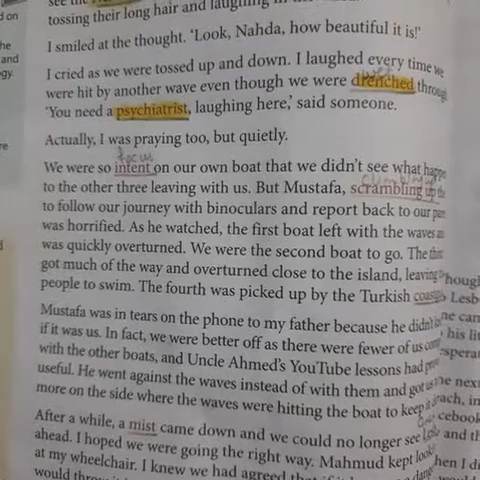 see the
tossing their long hair and laughing in
I smiled at the thought. 'Look, Nahda, how beautiful it is!'
I cried as we were tossed up and down. I laughed every time we
were hit by another wave even though we were drenched through
'You need a psychiatrist, laughing here,' said someone.
Actually, I was praying too, but quietly.
focus
We were so intent on our own boat that we didn't see what
to the other three leaving with us. But Mustafa, scrambling up
to follow our journey with binoculars and report back to our
was horrified. As he watched, the first boat left with the waves
was quickly overturned. We were the second boat to go. The
got much of the way and overturned close to the island, leaving
people to swim. The fourth was picked up by the Turkish
Mustafa was in tears on the phone to my father because he didn't
if it was us. In fact, we were better off as there were fewer of us
with the other boats, and Uncle Ahmed's YouTube lessons had
useful. He went against the waves instead of with them and got
more on the side where the waves were hitting the boat to keep
After a while, a mist came down and we could no longer see
ahead. I hoped we were going the right way. Mahmud kept
at my wheelchair. I knew we had agreed that if
would